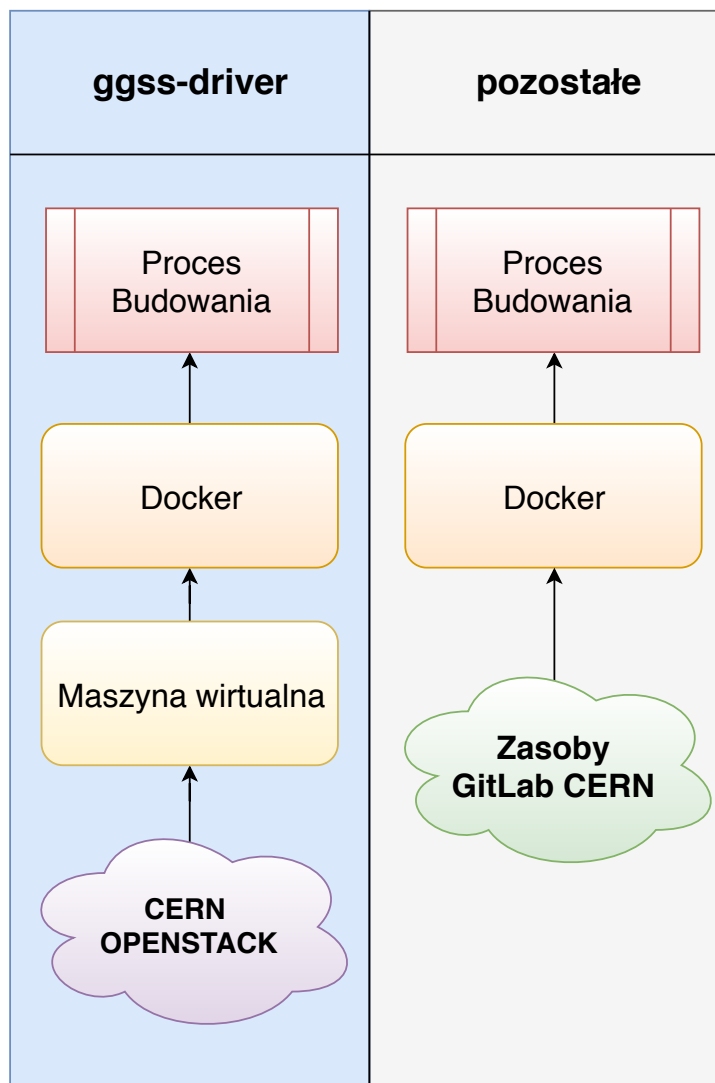 ggss-driver
pozostałe
Proces
Budowania
Docker
Maszyna wirtualna
CERN
OPENSTACK
Proces
Budowania
Docker
Zasoby
GitLab CERN